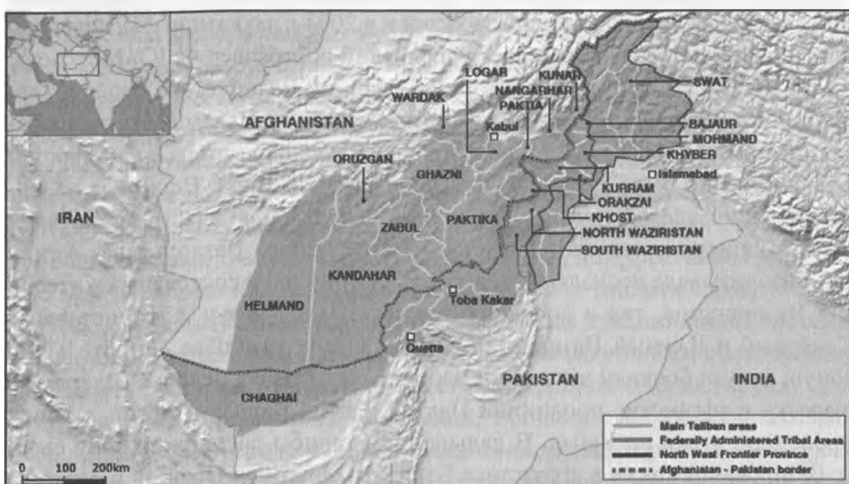 LOGAR
KUNAR
NANGARHAR
PAKTIA
SWAT
WARDAK
AFGHANISTAN
Kabul
BAJAUR
MOHMAND
ORUZGAN
GHAZNI
KHYBER
Islamabad
KURRAM
ORAKZAI
IRAN
PAKTIKA
KHOST
ZABUL
NORTH WAZIRISTAN
SOUTH WAZIRISTAN
KANDAHAR
HELMAND
Toba Kakar
Quetta
PAKISTAN
INDIA
CHAGHAI
Main Taliban areas
Federally Administered Tribal Areas
North West Frontier Province
Afghanistan - Pakistan border
0 100 200km